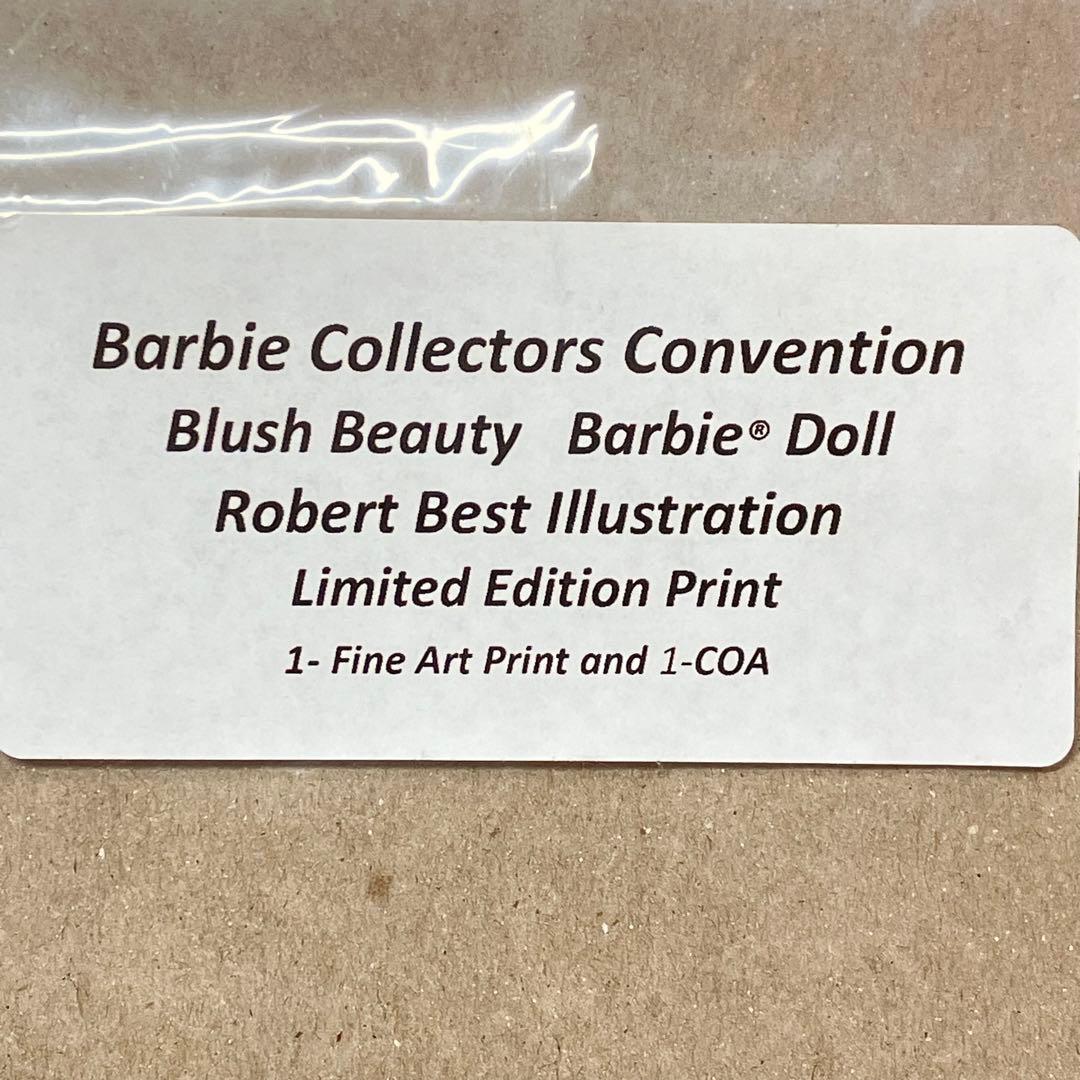 Barbie Collectors Convention
Blush Beauty Barbie® Doll
Robert Best Illustration
Limited Edition Print
1- Fine Art Print and 1-COA